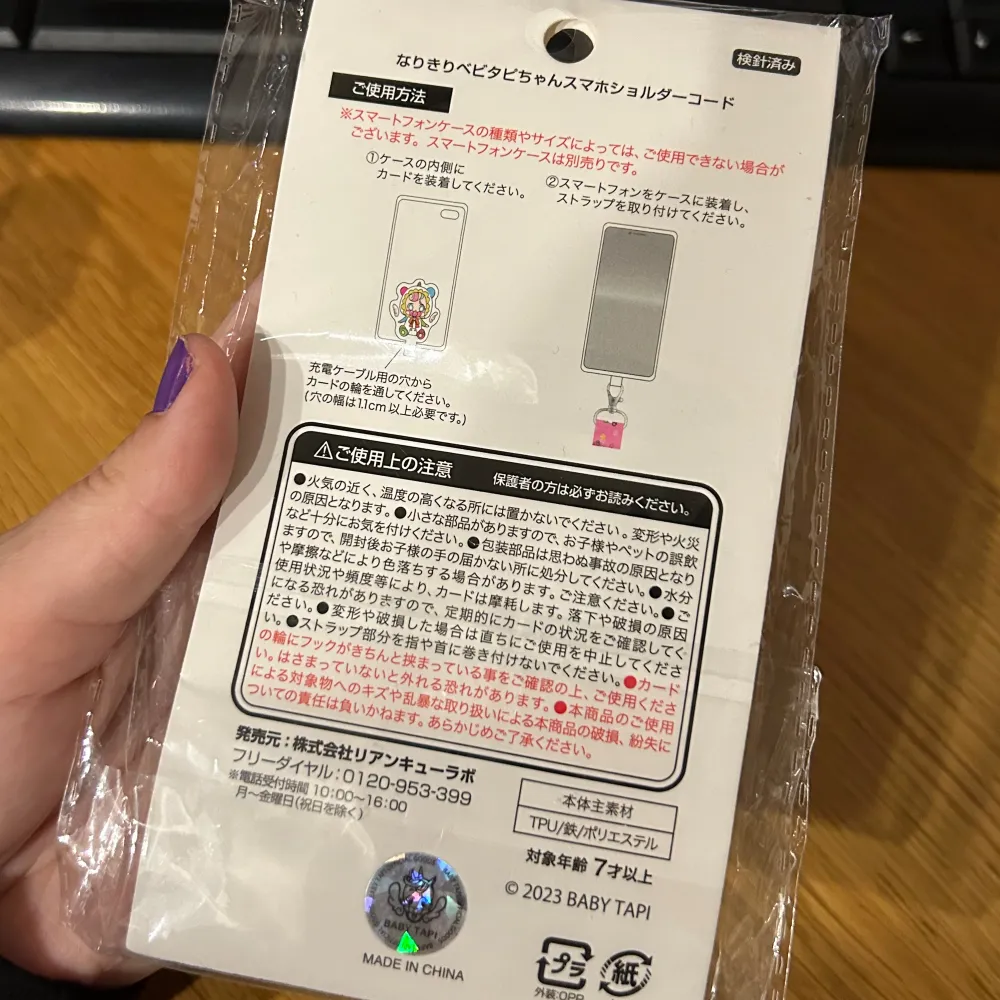 なりきりベビタピちゃんスマホショルダーコード
検針済み
ご使用方法
※スマートフォンケースの種類やサイズによっては、ご使用できない場合が
ございます。スマートフォンケースは別売りです。
①ケースの内側に
カードを装着してください。
②スマートフォンをケースに装着し、
ストラップを取り付けてください。
充電ケーブル用の穴から
カードの輪を通してください。
(穴の幅は1.1cm以上必要です。)
⚠ご使用上の注意
保護者の方は必ずお読みください。
●火気の近く、温度の高くなる所には置かないでください。変形や火災
の原因となります。●小さな部品がありますので、お子様やペットの誤飲
など十分にお気を付けください。●包装部品は思わぬ事故の原因となり
ますので、開封後お子様の手の届かない所に処分してください。●水分
や摩擦などにより色落ちする場合があります。ご注意ください。●ご
使用状況や頻度等により、カードは摩耗します。落下や破損の原因
になる恐れがありますので、定期的にカードの状況をご確認してく
ださい。●変形や破損した場合は直ちにご使用を中止してくださ
い。●ストラップ部分を指や首に巻き付けないでください。●カード
の輪にフックがきちんと挟まっている事をご確認の上、ご使用くださ
い。はさまっていないと外れる恐れがあります。●本商品のご使用
による対象物へのキズや乱暴な取り扱いによる本商品の破損、紛失に
ついての責任は負いかねます。あらかじめご了承ください。
発売元：株式会社リアンキューラボ
フリーダイヤル：0120-953-399
※電話受付時間 10:00〜16:00
月〜金曜日(祝日を除く)
本体主素材
TPU/鉄/ポリエステル
対象年齢 7才以上
© 2023 BABY TAPI
BABY TAPI
MADE IN CHINA
プラ
紙
外装:OPP